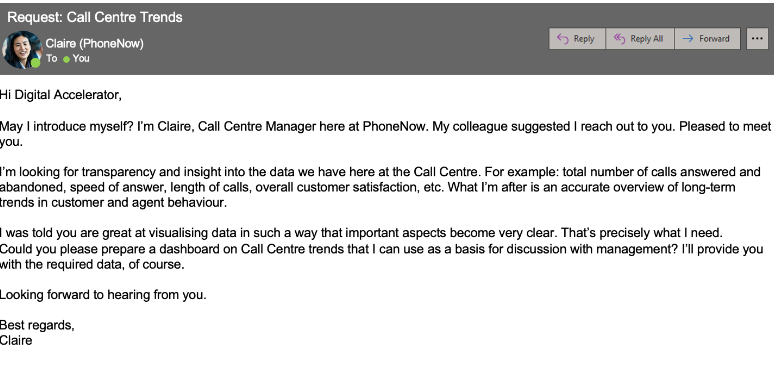 Request: Call Centre Trends
Claire (PhoneNow)
To You
Reply
Reply All
Forward
Hi Digital Accelerator,
May I introduce myself? I'm Claire, Call Centre Manager here at PhoneNow. My colleague suggested I reach out to you. Pleased to meet
you.
I'm looking for transparency and insight into the data we have here at the Call Centre. For example: total number of calls answered and
abandoned, speed of answer, length of calls, overall customer satisfaction, etc. What I'm after is an accurate overview of long-term
trends in customer and agent behaviour.
I was told you are great at visualising data in such a way that important aspects become very clear. That's precisely what I need.
Could you please prepare a dashboard on Call Centre trends that I can use as a basis for discussion with management? I'll provide you
with the required data, of course.
Looking forward to hearing from you.
Best regards,
Claire